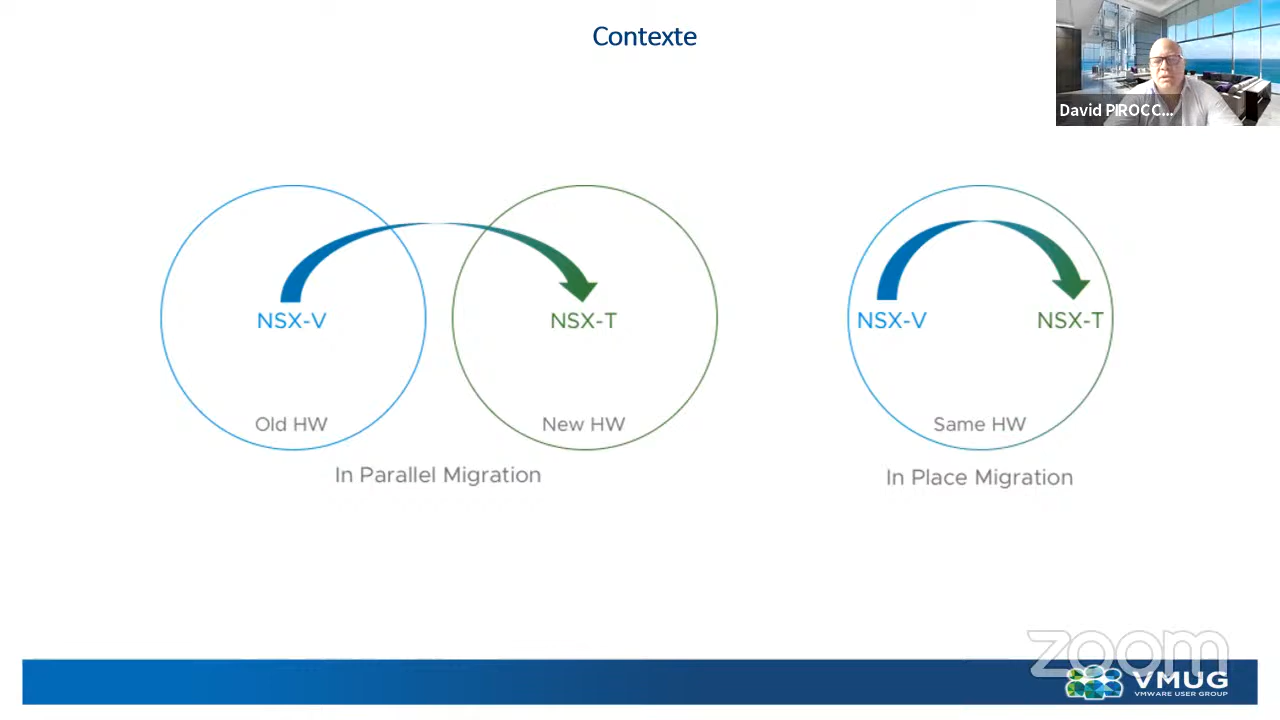 Contexte
David PIROCC...
NSX-V
NSX-T
NSX-V
NSX-T
Old HW
New HW
Same HW
In Parallel Migration
In Place Migration
zoom
VMUG
VMWARE USER GROUP